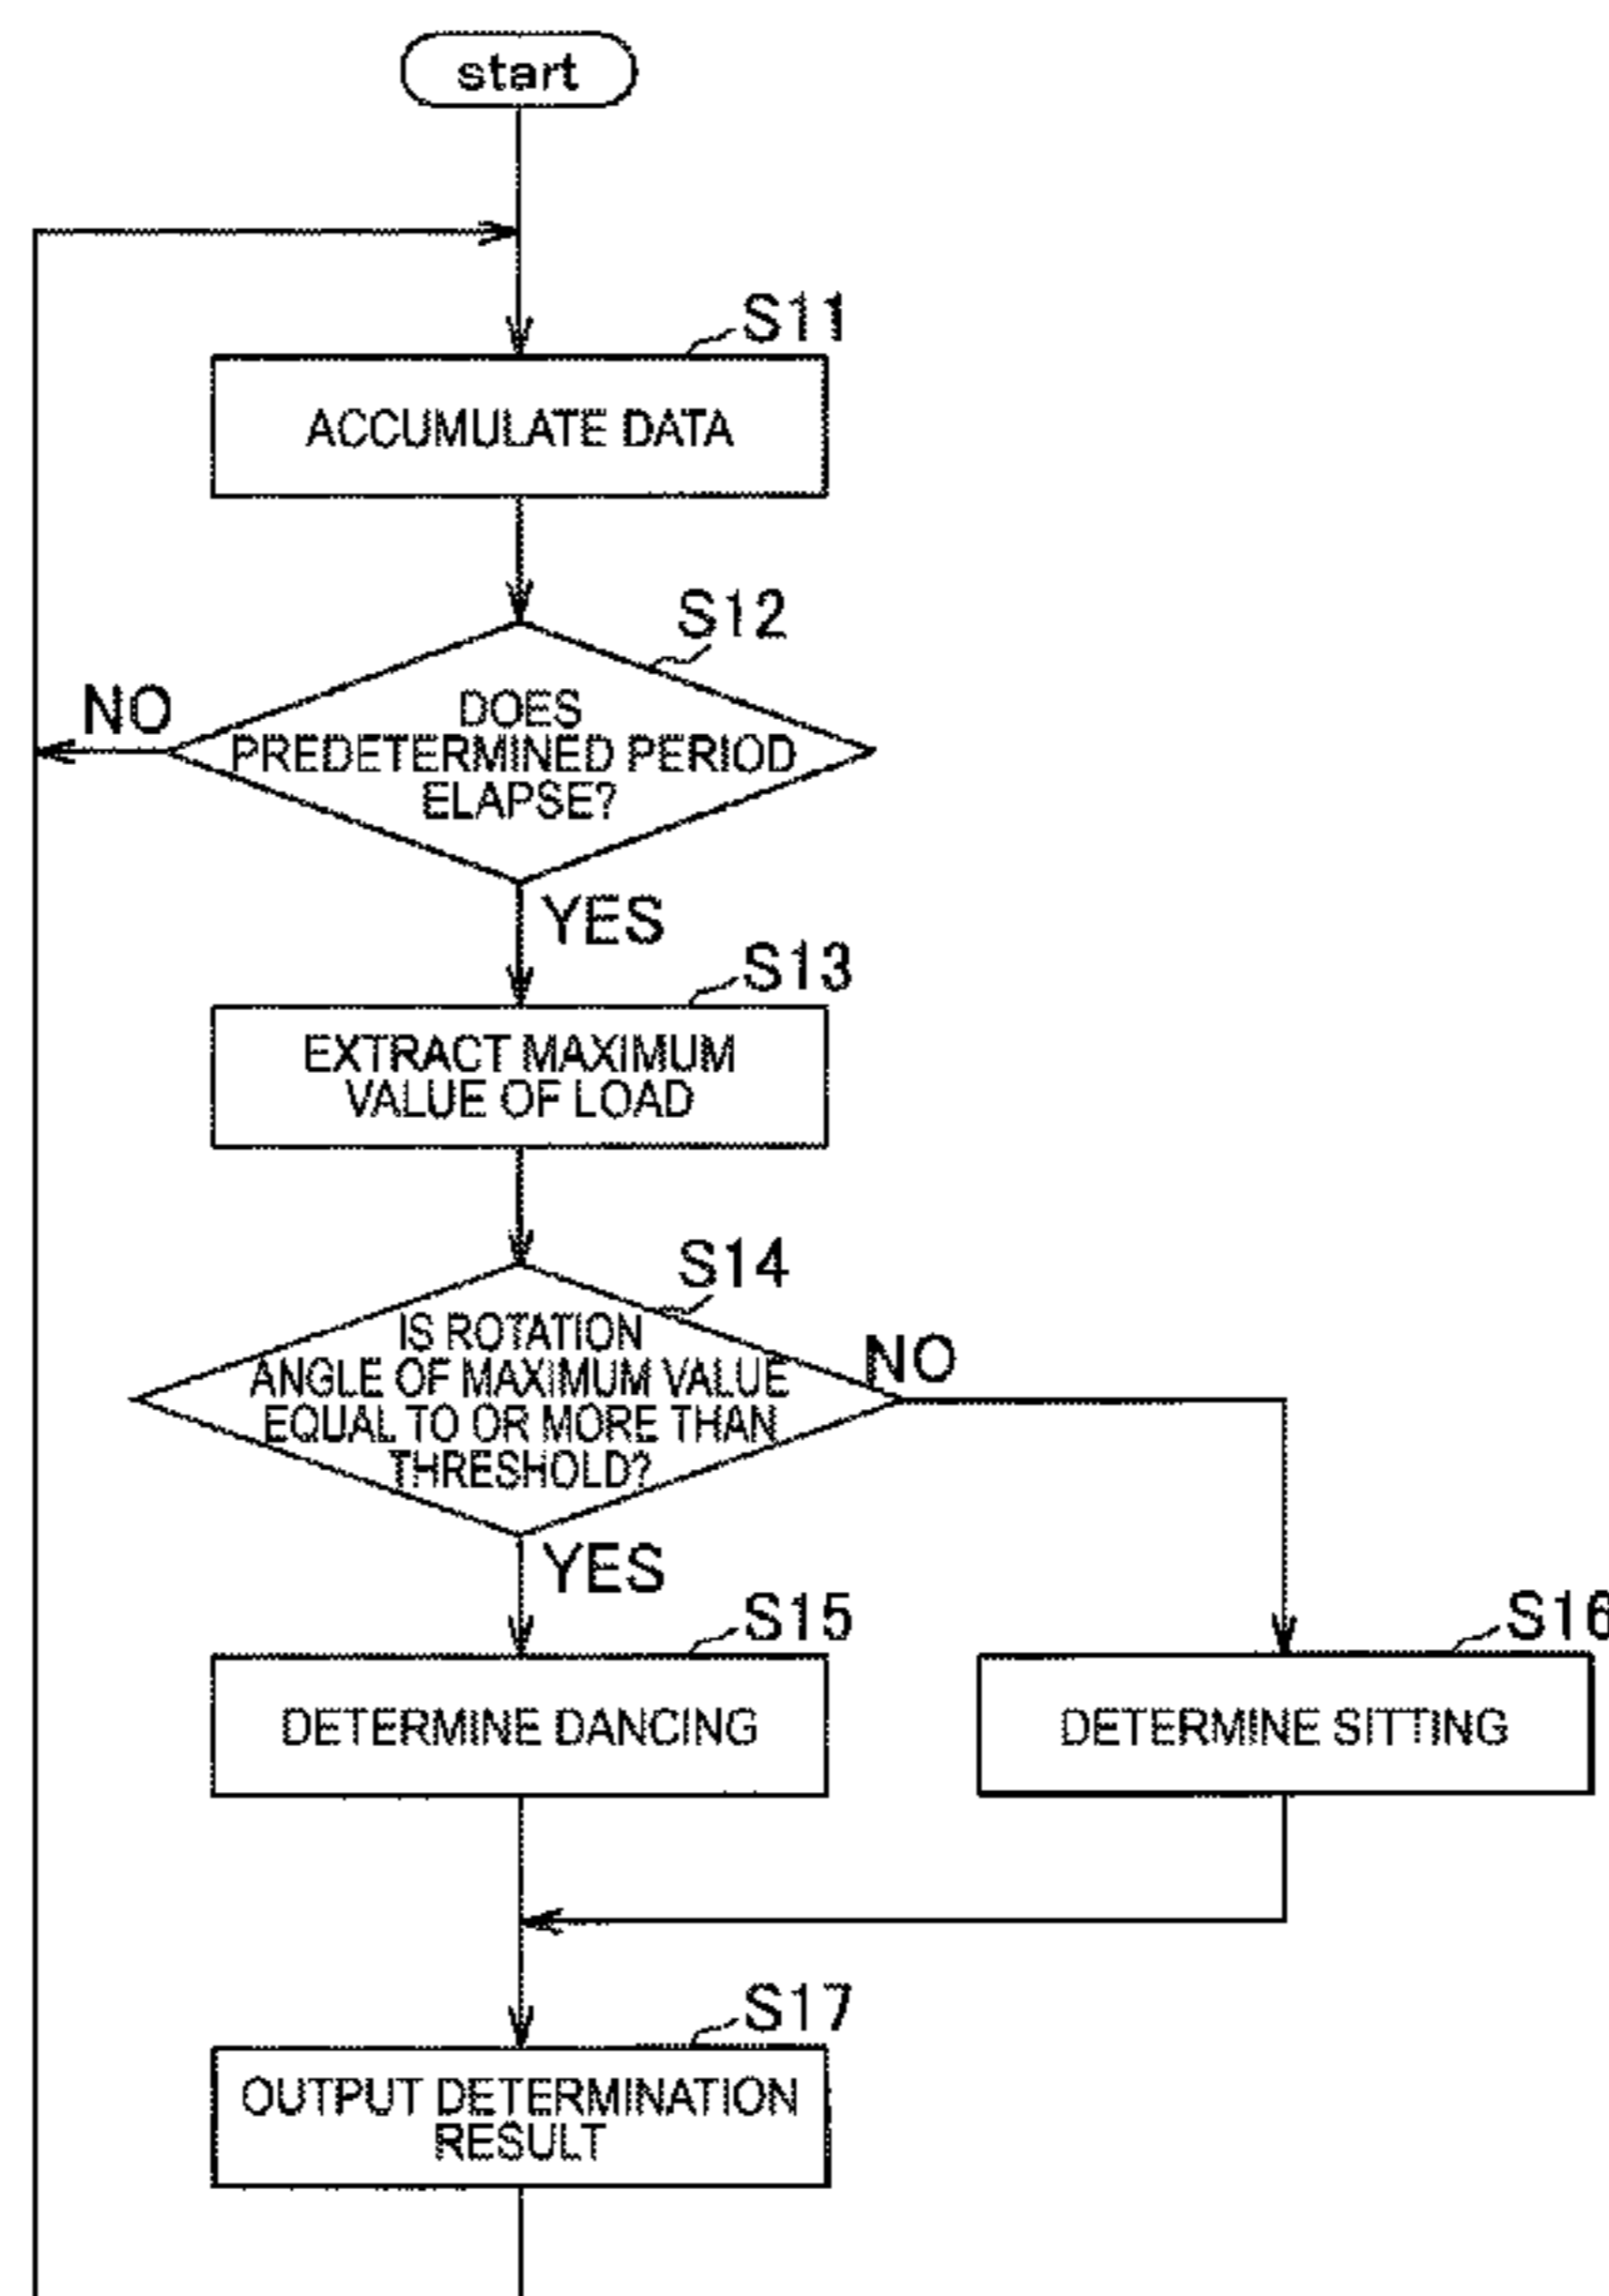 start
S11
ACCUMULATE DATA
S12
NO
DOES
PREDETERMINED PERIOD
ELAPSE?
YES
S13
EXTRACT MAXIMUM
VALUE OF LOAD
S14
IS ROTATION
ANGLE OF MAXIMUM VALUE
EQUAL TO OR MORE THAN
THRESHOLD?
NO
YES
S15
DETERMINE DANCING
S16
DETERMINE SITTING
S17
OUTPUT DETERMINATION
RESULT